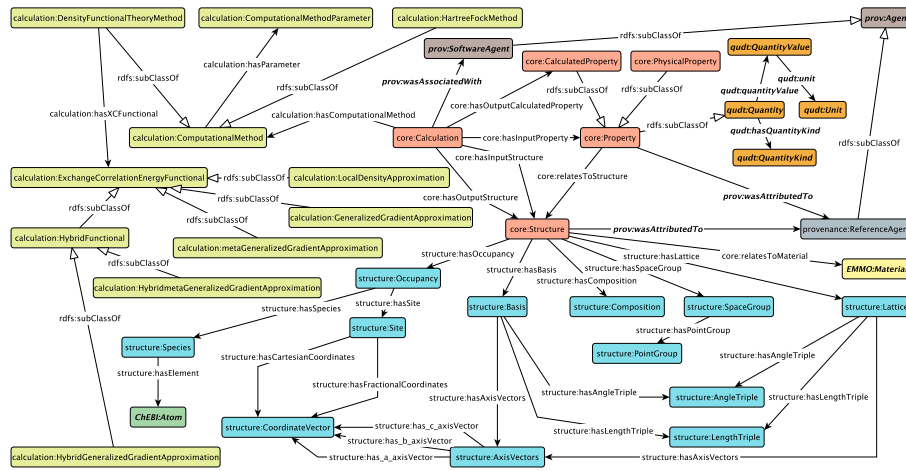 calculation:DensityFunctionalTheoryMethod
calculation:ComputationalMethodParameter
calculation:HartreeFockMethod
prov:Agen
rdfs:subClassOf
prov:SoftwareAgent
qudt:QuantityValue
core:CalculatedProperty
core:PhysicalProperty
calculation:hasParameter
rdfs:subClassOf
prov:wasAssociatedWith
rdfs:subClassOf
qudt:unit
qudt:quantityValue
rdfs:subClassOf
rdfs:subClassOf
core:hasOutputCalculatedProperty
qudt:Quantity
qudt:Unit
calculation:hasXCFunctional
calculation:hasComputationalMethod
rdfs:subClassOf
qudt:hasQuantityKind
calculation:ComputationalMethod
core:Calculation
core:hasInputProperty
core:Property
rdfs:subClassOf
core:hasInputStructure
qudt:QuantityKind
core:relatesToStructure
calculation:ExchangeCorrelationEnergyFunctional
rdfs:subClassOf
calculation:LocalDensityApproximation
core:hasOutputStructure
prov:wasAttributedTo
rdfs:subClassOf
rdfs:subClassOf
calculation:GeneralizedGradientApproximation
core:Structure
prov:wasAttributedTo
provenance:ReferenceAgen
calculation:HybridFunctional
rdfs:subClassOf
calculation:metaGeneralizedGradientApproximation
structure:hasOccupancy
structure:hasLattice
core:relatesToMaterial
rdfs:subClassOf
structure:hasBasis
structure:hasSpaceGroup
EMMO:Materia
structure:Occupancy
structure:hasComposition
calculation:HybridmetaGeneralizedGradientApproximation
structure:hasSpecies
structure:hasSite
structure:Basis
structure:Composition
structure:SpaceGroup
structure:Lattice
rdfs:subClassOf
structure:Site
structure:hasPointGroup
structure:Species
structure:PointGroup
structure:hasCartesianCoordinates
structure:hasAngleTriple
structure:hasElement
structure:hasFractionalCoordinates
structure:hasAngleTriple
structure:hasAxisVectors
structure:AngleTriple
structure:hasLengthTriple
ChEBI:Atom
structure:CoordinateVector
structure:has_c_axisVector
structure:hasLengthTriple
structure:LengthTriple
structure:has_b_axisVector
calculation:HybridGeneralizedGradientApproximation
structure:has_a_axisVector
structure:AxisVectors
structure:hasAxisVectors